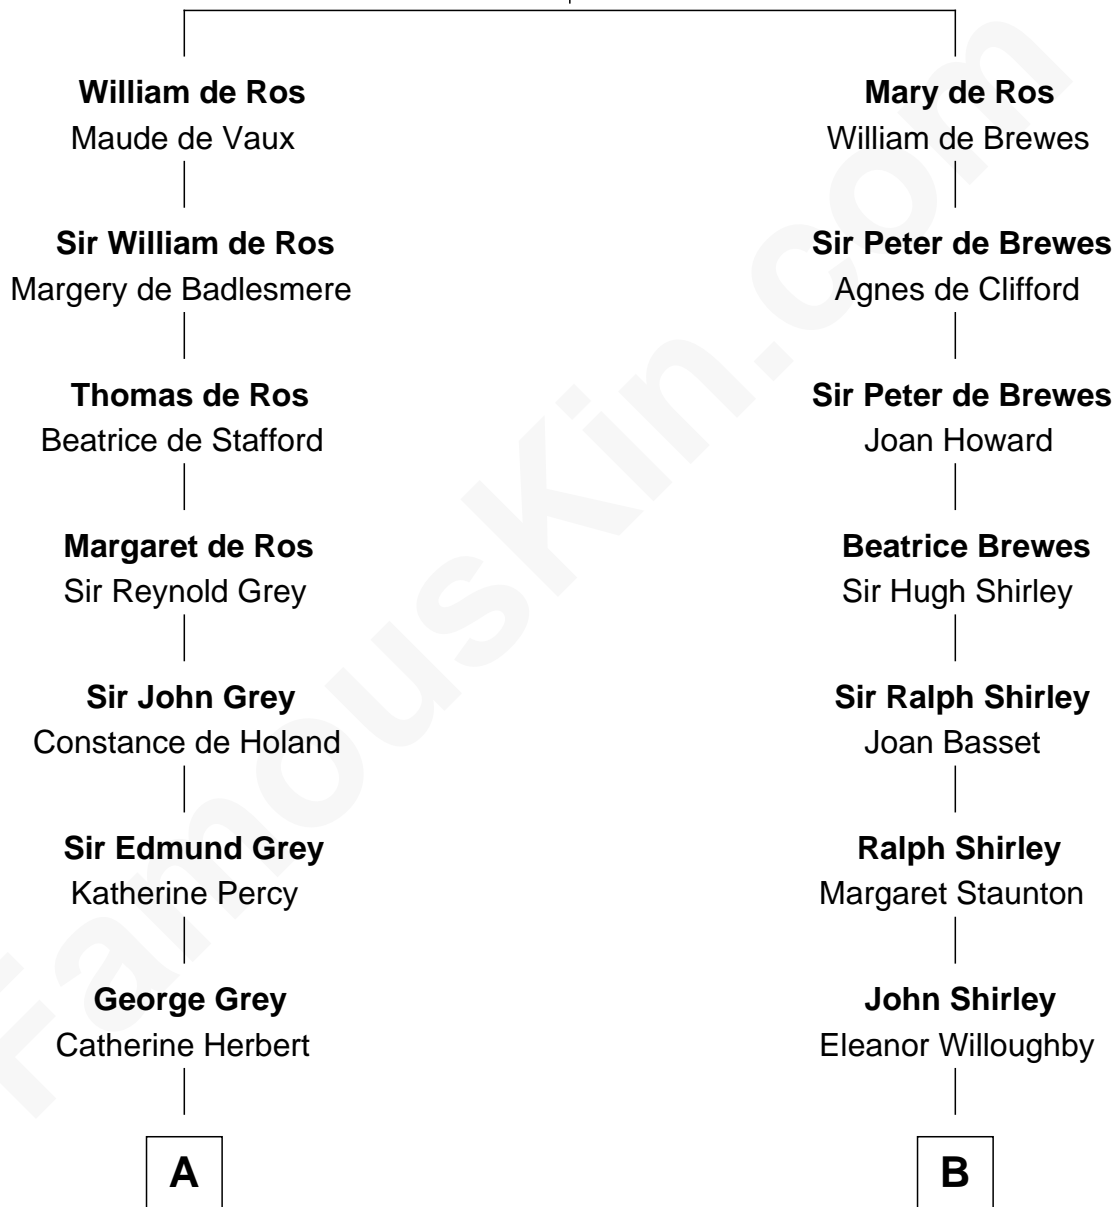 William de Ros
Maude de Vaux
Mary de Ros
William de Brewes
Sir William de Ros
Margery de Badlesmere
Sir Peter de Brewes
Agnes de Clifford
Thomas de Ros
Beatrice de Stafford
Sir Peter de Brewes
Joan Howard
Margaret de Ros
Sir Reynold Grey
Beatrice Brewes
Sir Hugh Shirley
Sir John Grey
Constance de Holand
Sir Ralph Shirley
Joan Basset
Sir Edmund Grey
Katherine Percy
Ralph Shirley
Margaret Staunton
George Grey
Catherine Herbert
John Shirley
Eleanor Willoughby
A
B
FamousKin.com